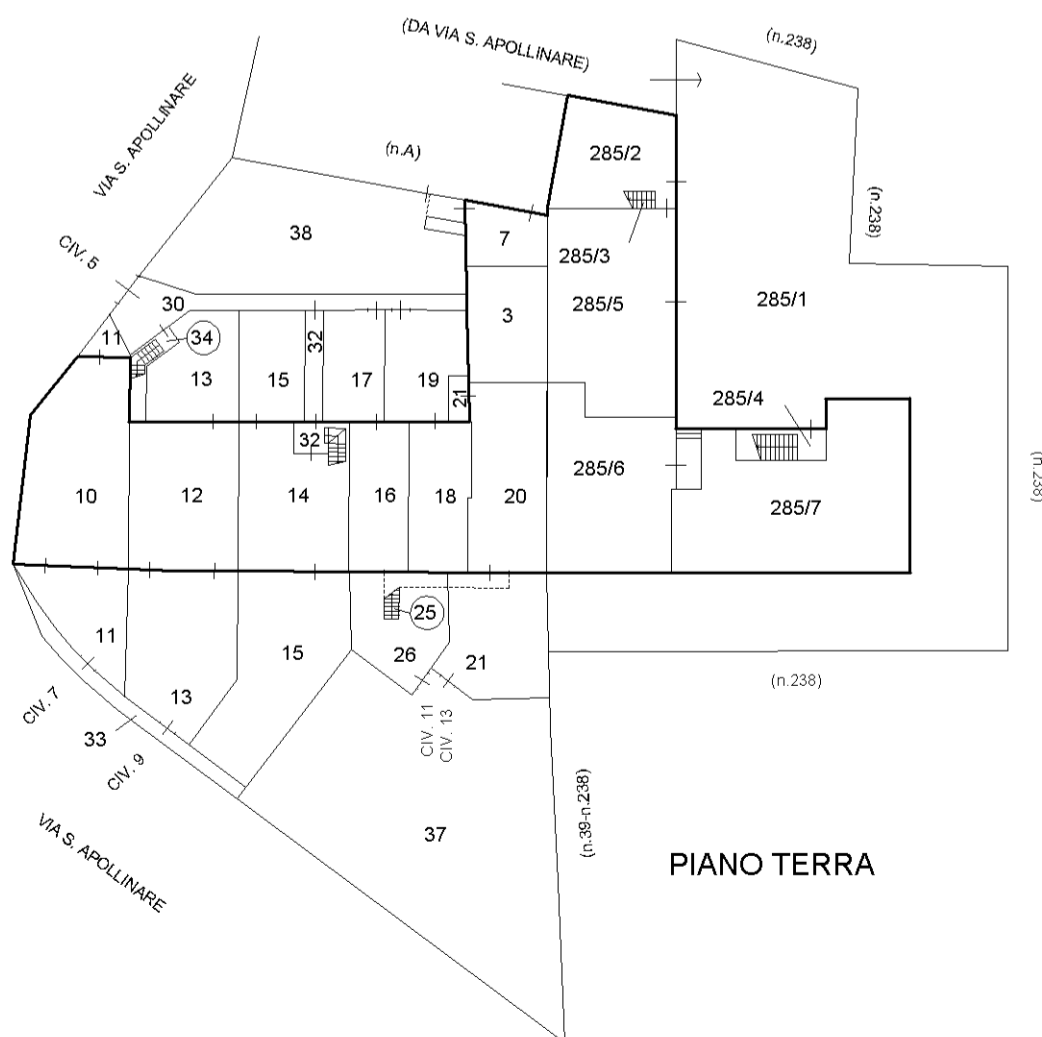 (DA VIA S. APOLLINARE)
(n.238)
VIA S. APOLLINARE
(n.A)
285/2
(n.238)
38
7
CIV. 5
285/3
30
285/5
285/1
3
11
34
32
13
15
17
19
21
285/4
32
10
12
14
16
18
20
285/6
285/7
(n.238)
25
11
15
26
21
13
(n.238)
CIV. 7
33
CIV. 9
CIV. 11
CIV. 13
37
(n.39-n.238)
VIA S. APOLLINARE
PIANO TERRA